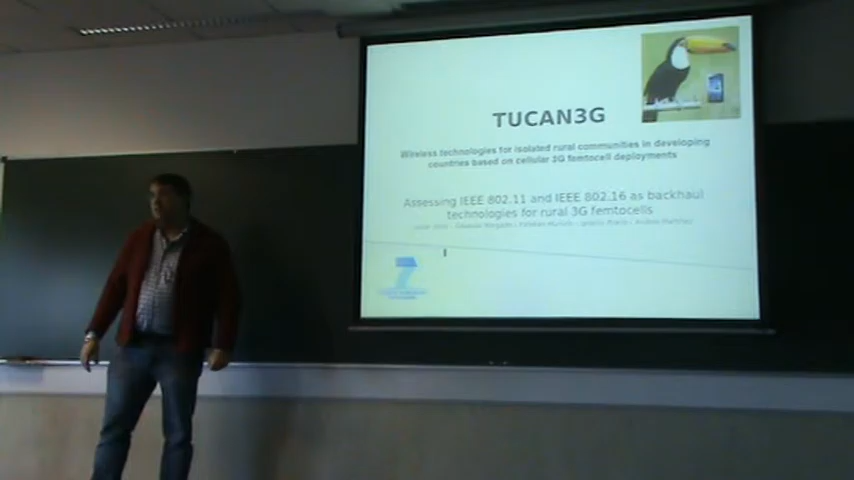 TUCAN3G
Wireless technologies for isolated rural communities in developing
countries based on cellular 3G femtocell deployments
Assessing IEEE 802.11 and IEEE 802.16 as backhaul
technologies for rural 3G femtocells